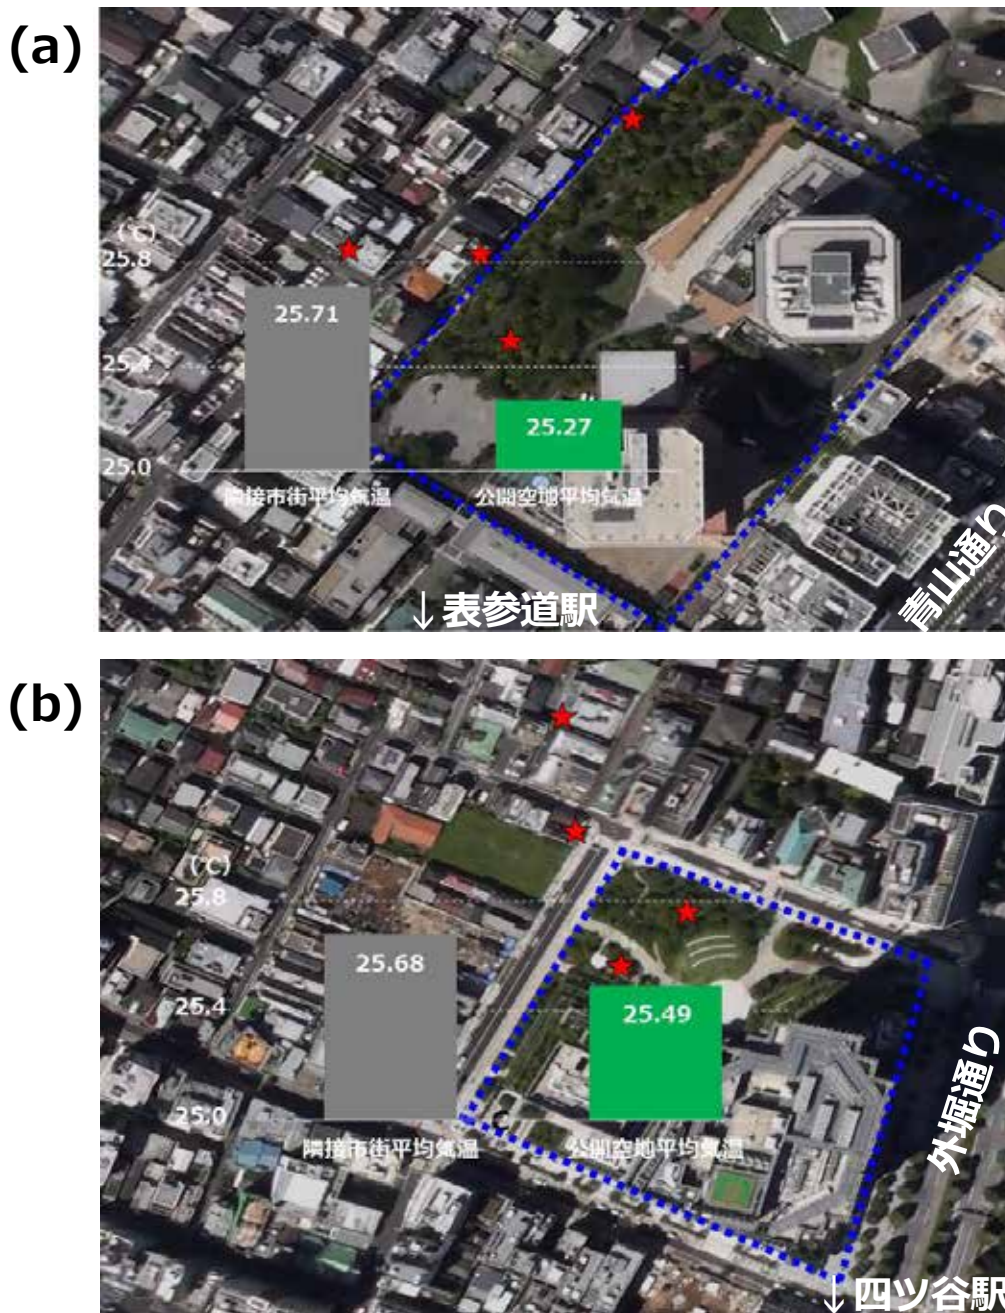 (a)
(℃)
25.8
25.71
25.4
25.27
25.0
隣接市街平均気温
公開空地平均気温
青山通り
↓表参道駅
(b)
(℃)
25.8
25.68
25.4
25.49
25.0
隣接市街平均気温
公開空地平均気温
外堀通り
↓四ツ谷駅